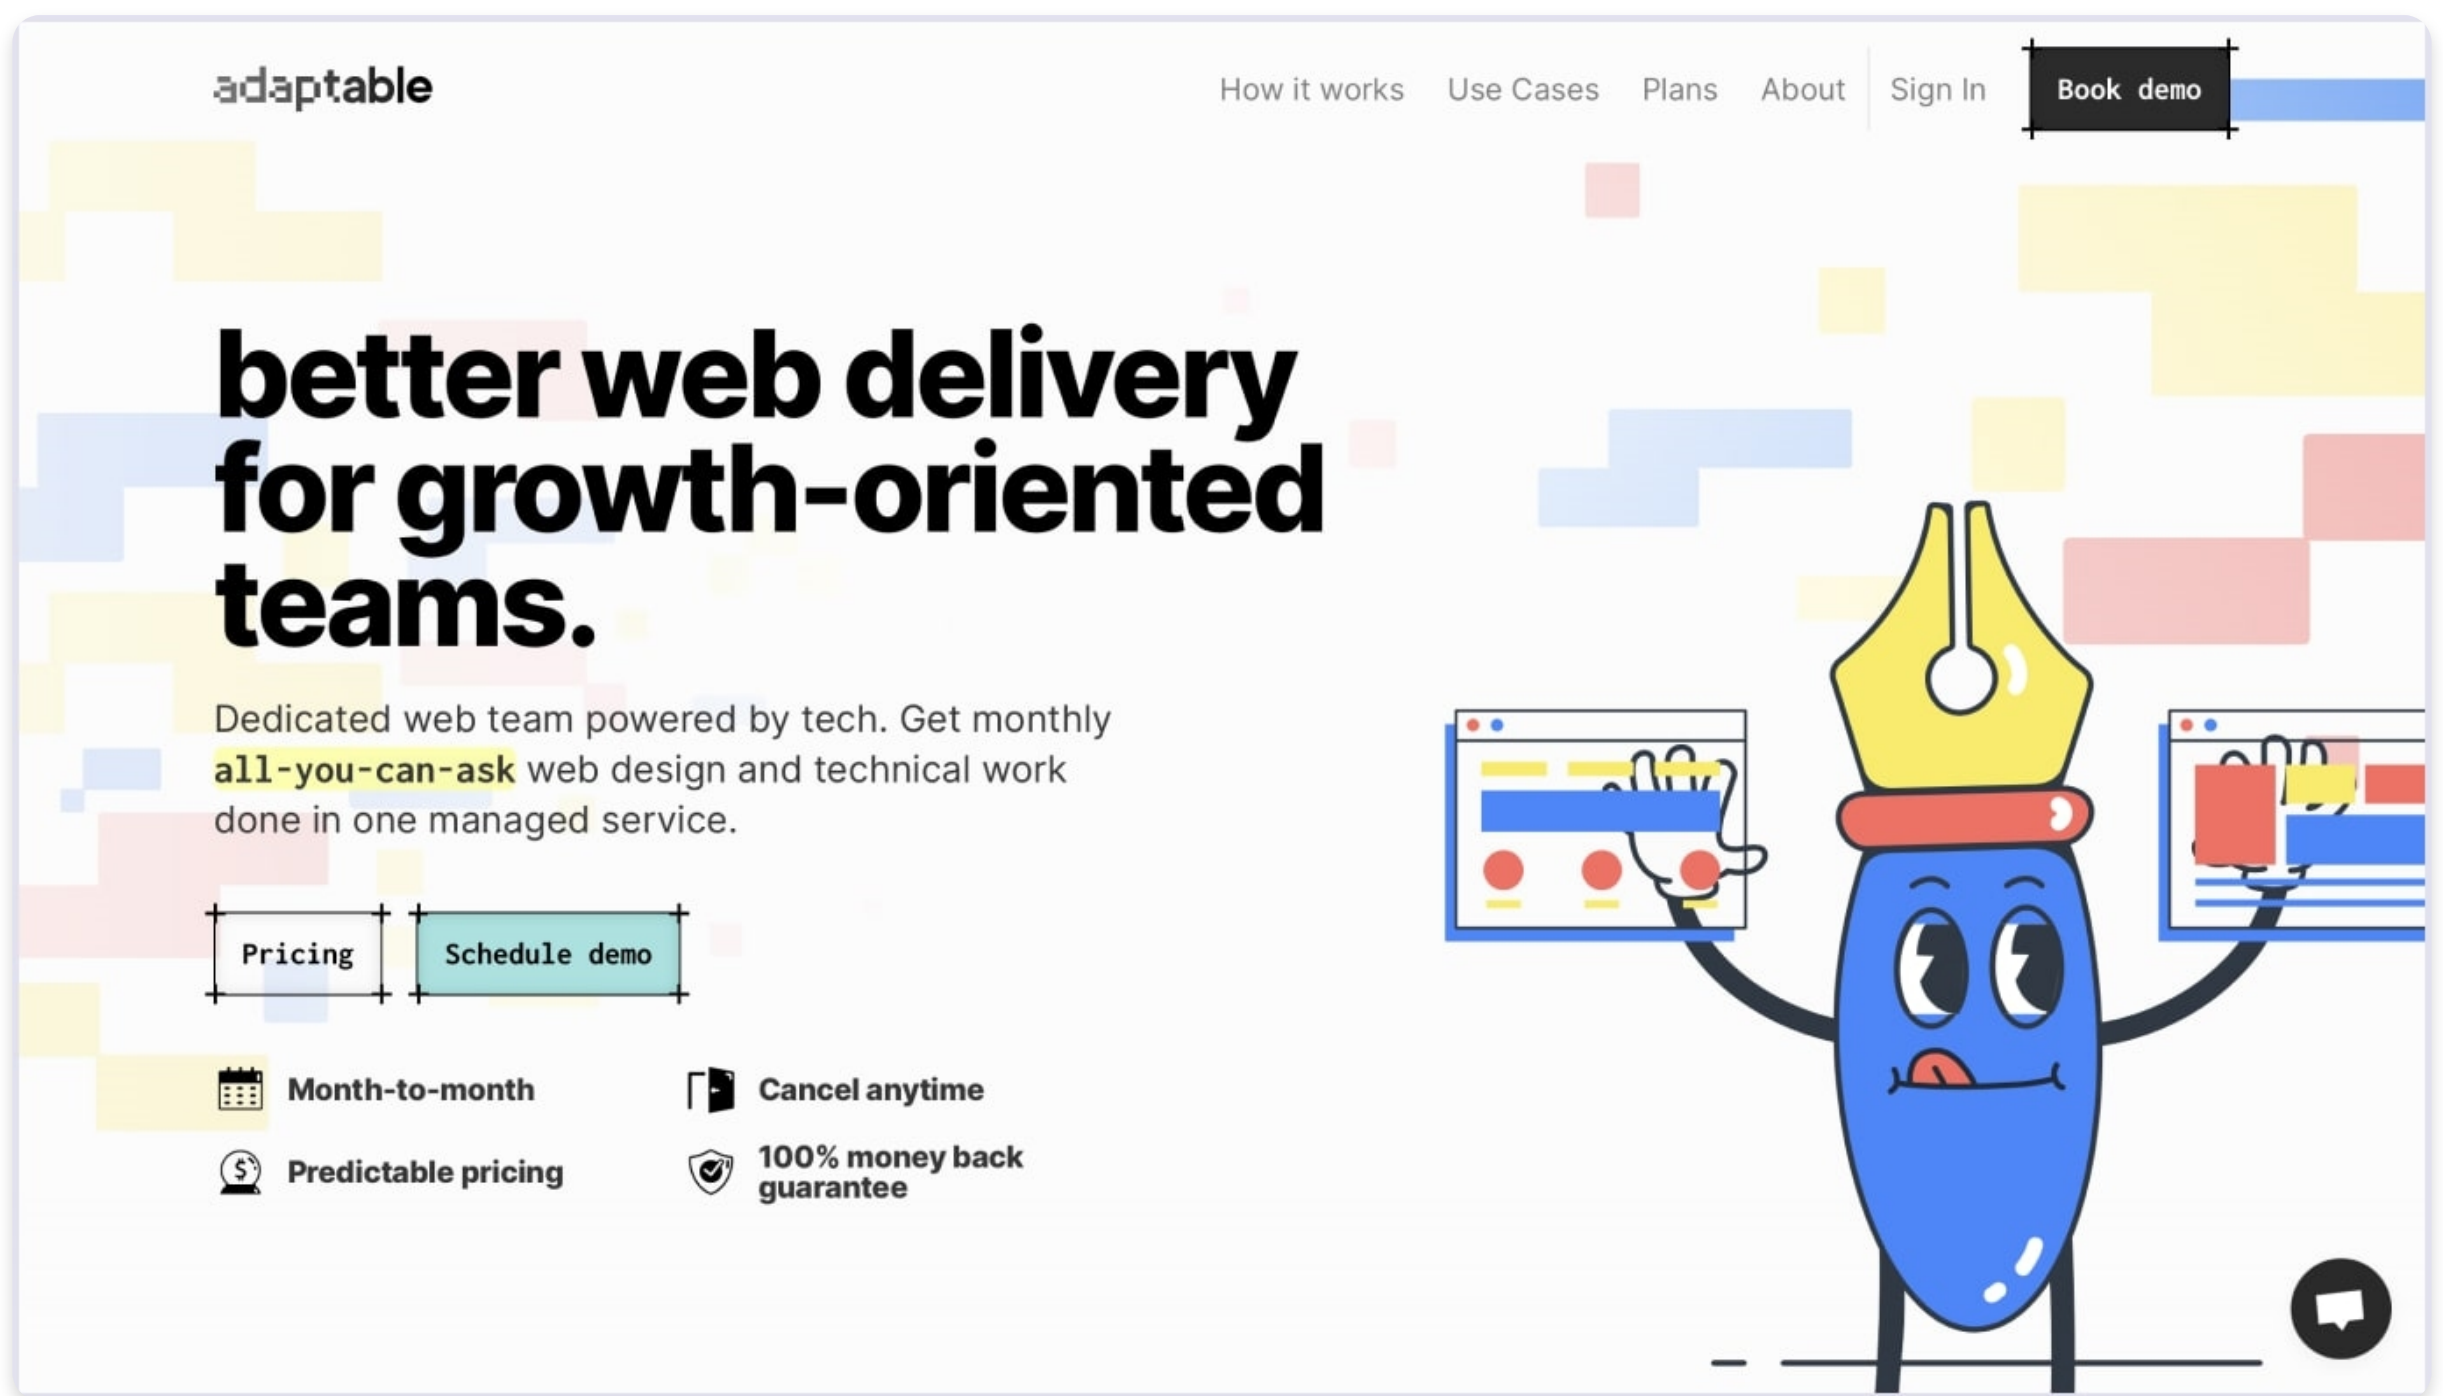 adaptable
How it works Use Cases Plans About Sign In Book demo
better web delivery
for growth-oriented
teams.
Dedicated web team powered by tech. Get monthly
all-you-can-ask web design and technical work
done in one managed service.
Pricing Schedule demo
Month-to-month Cancel anytime
Predictable pricing 100% money back
guarantee